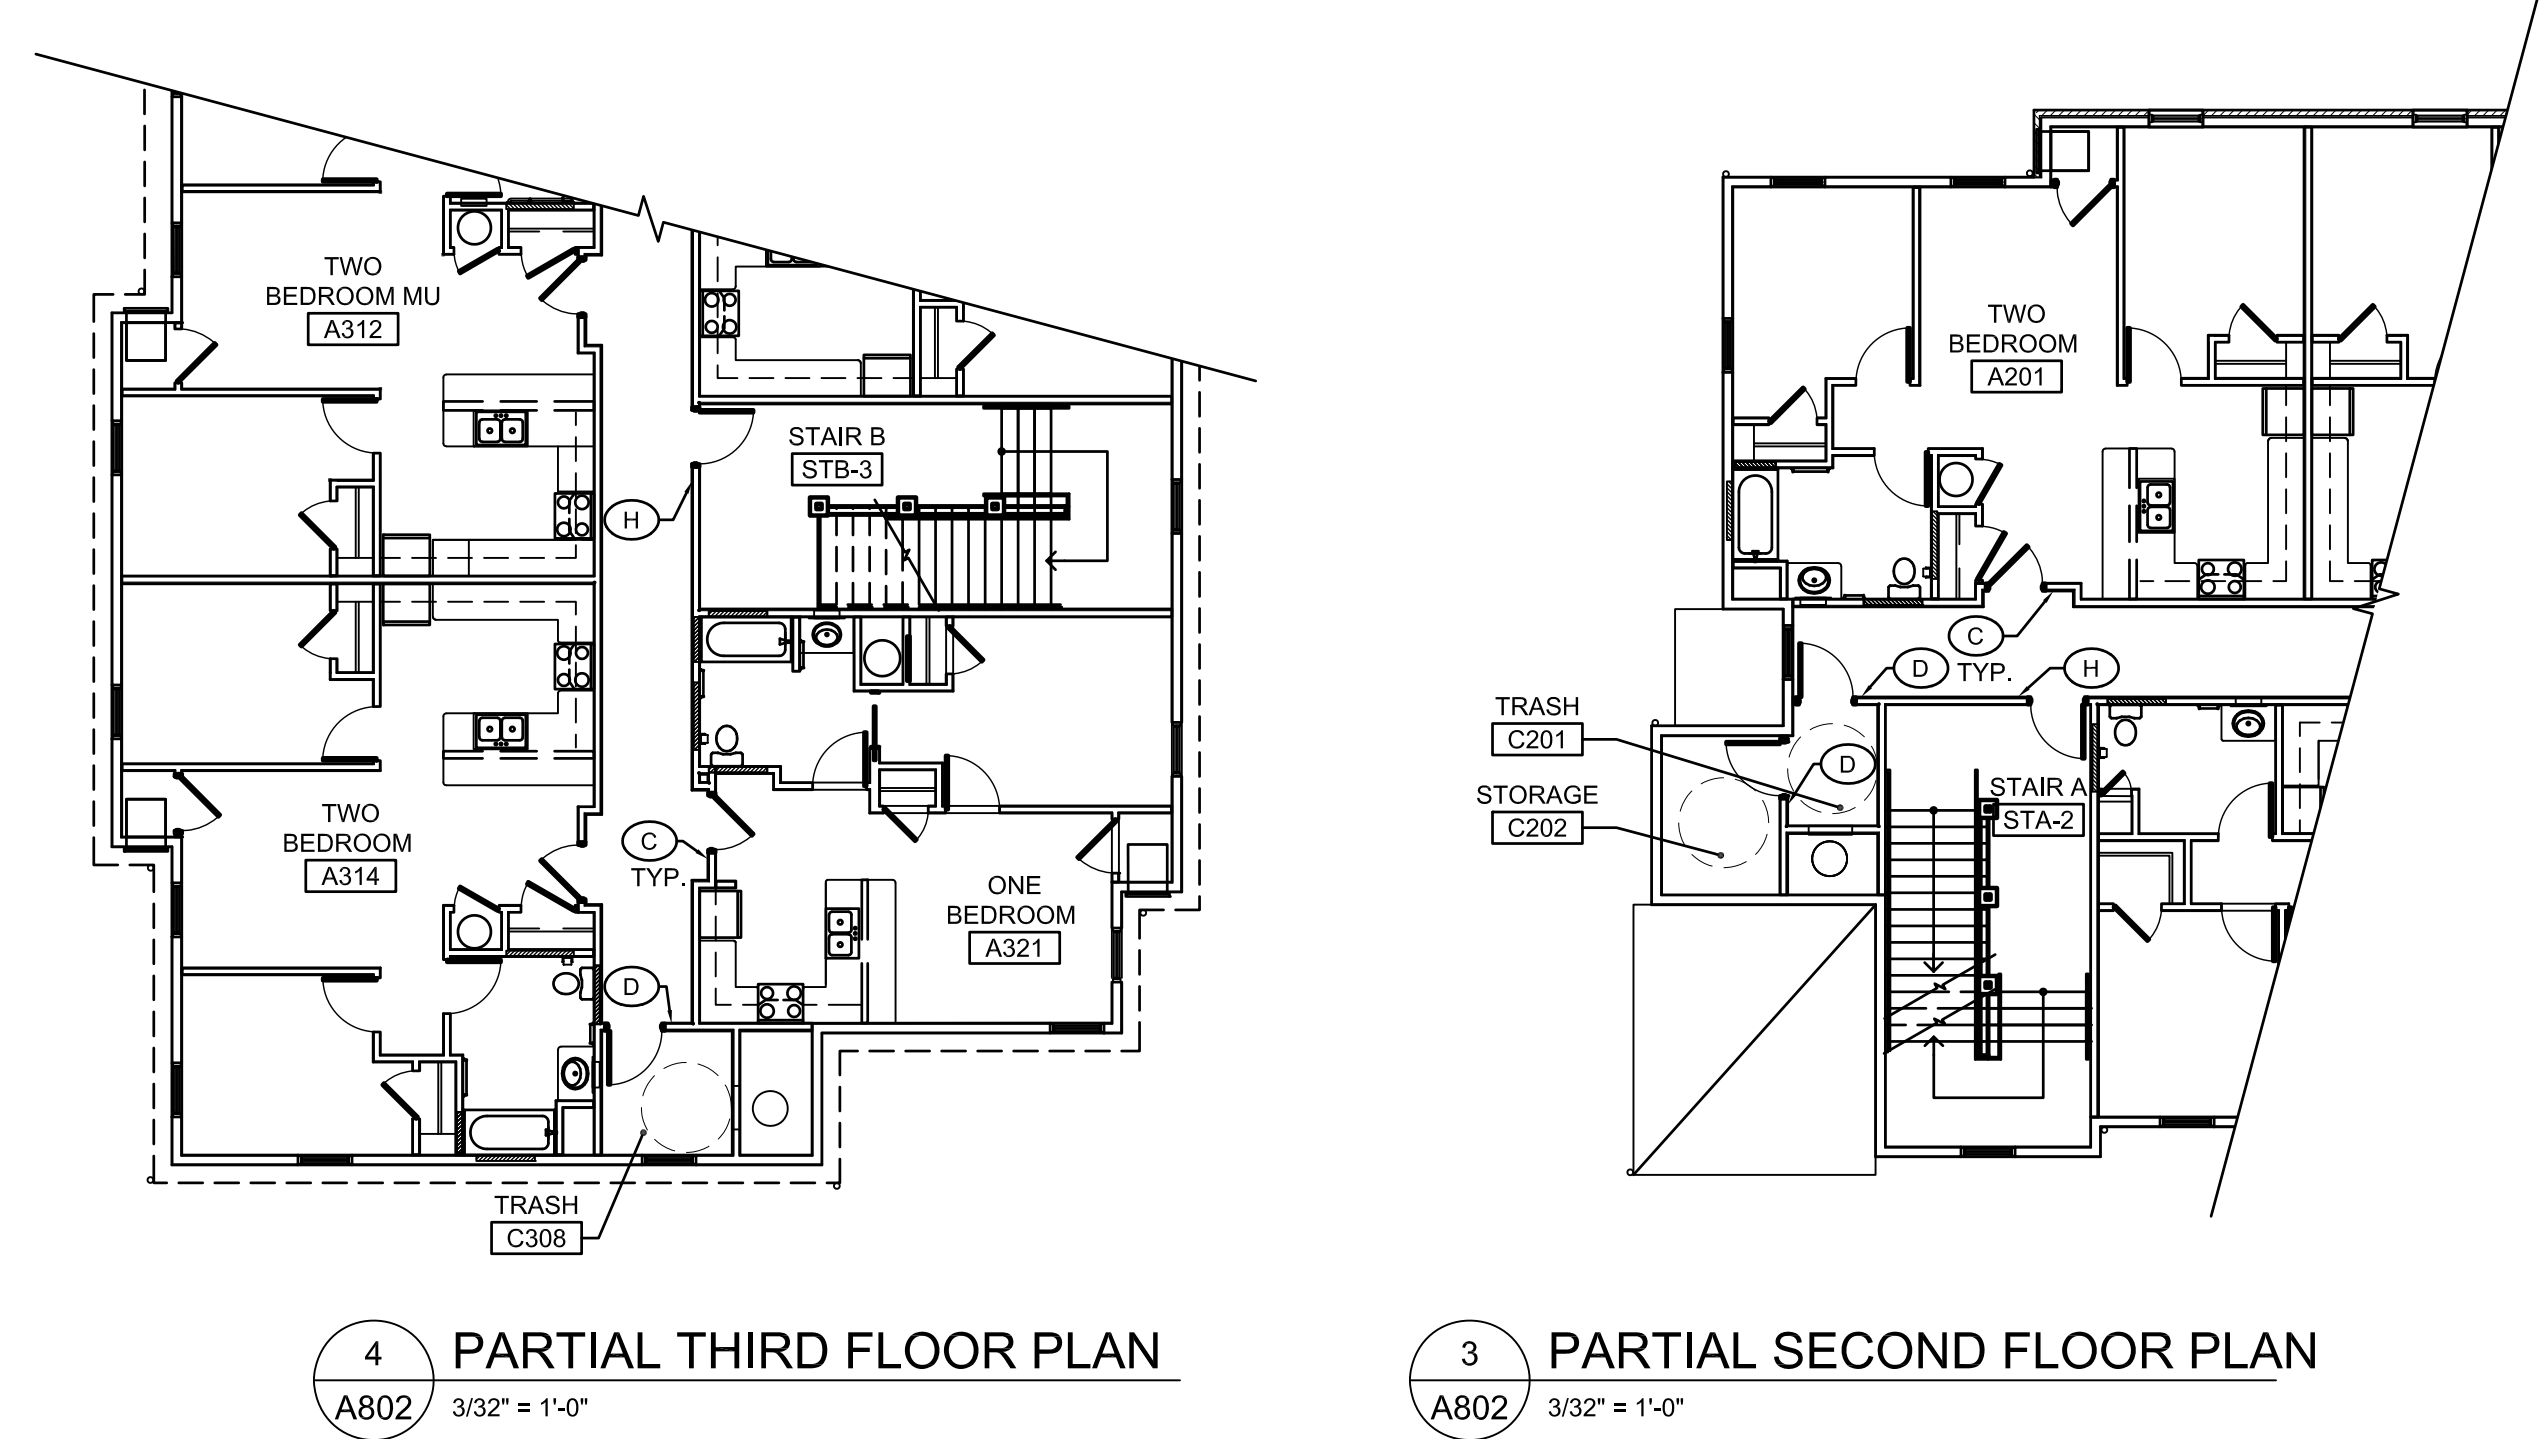 TWO
BEDROOM MU
A312
STAIR B
STB-3
H
TWO
BEDROOM
A314
C
TYP.
ONE
BEDROOM
A321
D
TRASH
C308
4
A802
PARTIAL THIRD FLOOR PLAN
3/32" = 1'-0"
TWO
BEDROOM
A201
C
TYP.
D
H
TRASH
C201
D
STORAGE
C202
STAIR A
STA-2
3
A802
PARTIAL SECOND FLOOR PLAN
3/32" = 1'-0"